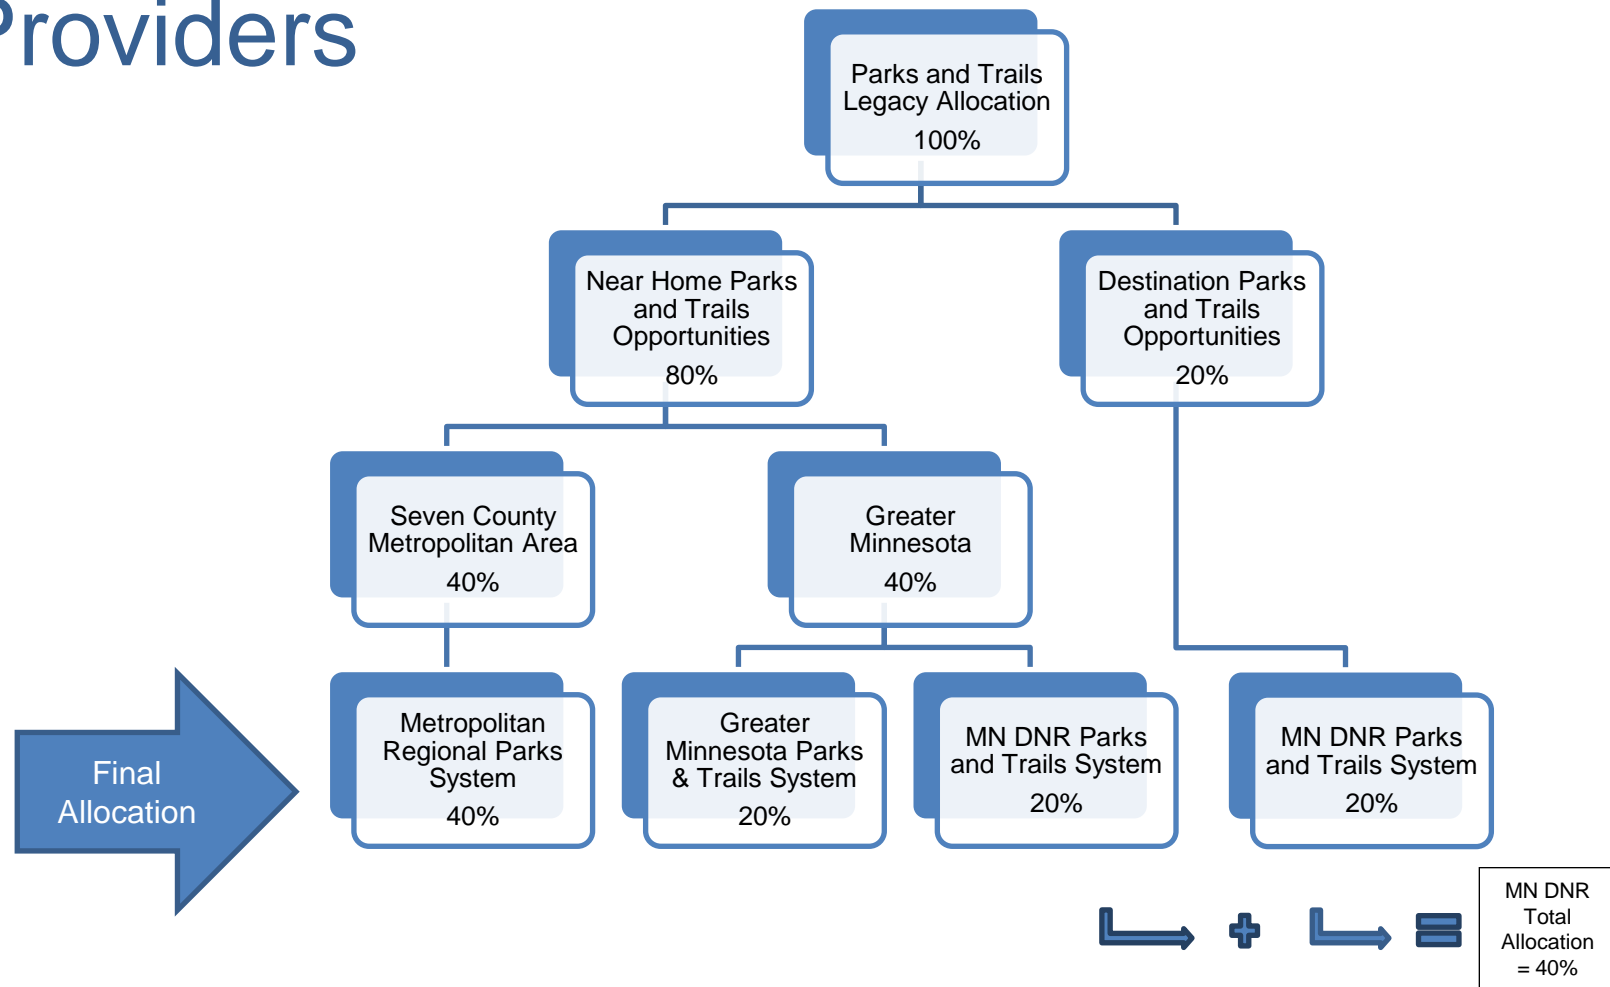 Providers
Parks and Trails
Legacy Allocation
100%
Near Home Parks
and Trails
Opportunities
80%
Destination Parks
and Trails
Opportunities
20%
Seven County
Metropolitan Area
40%
Greater
Minnesota
40%
Final
Allocation
Metropolitan
Regional Parks
System
40%
Greater
Minnesota Parks
& Trails System
20%
MN DNR Parks
and Trails System
20%
MN DNR Parks
and Trails System
20%
MN DNR
Total
Allocation
= 40%